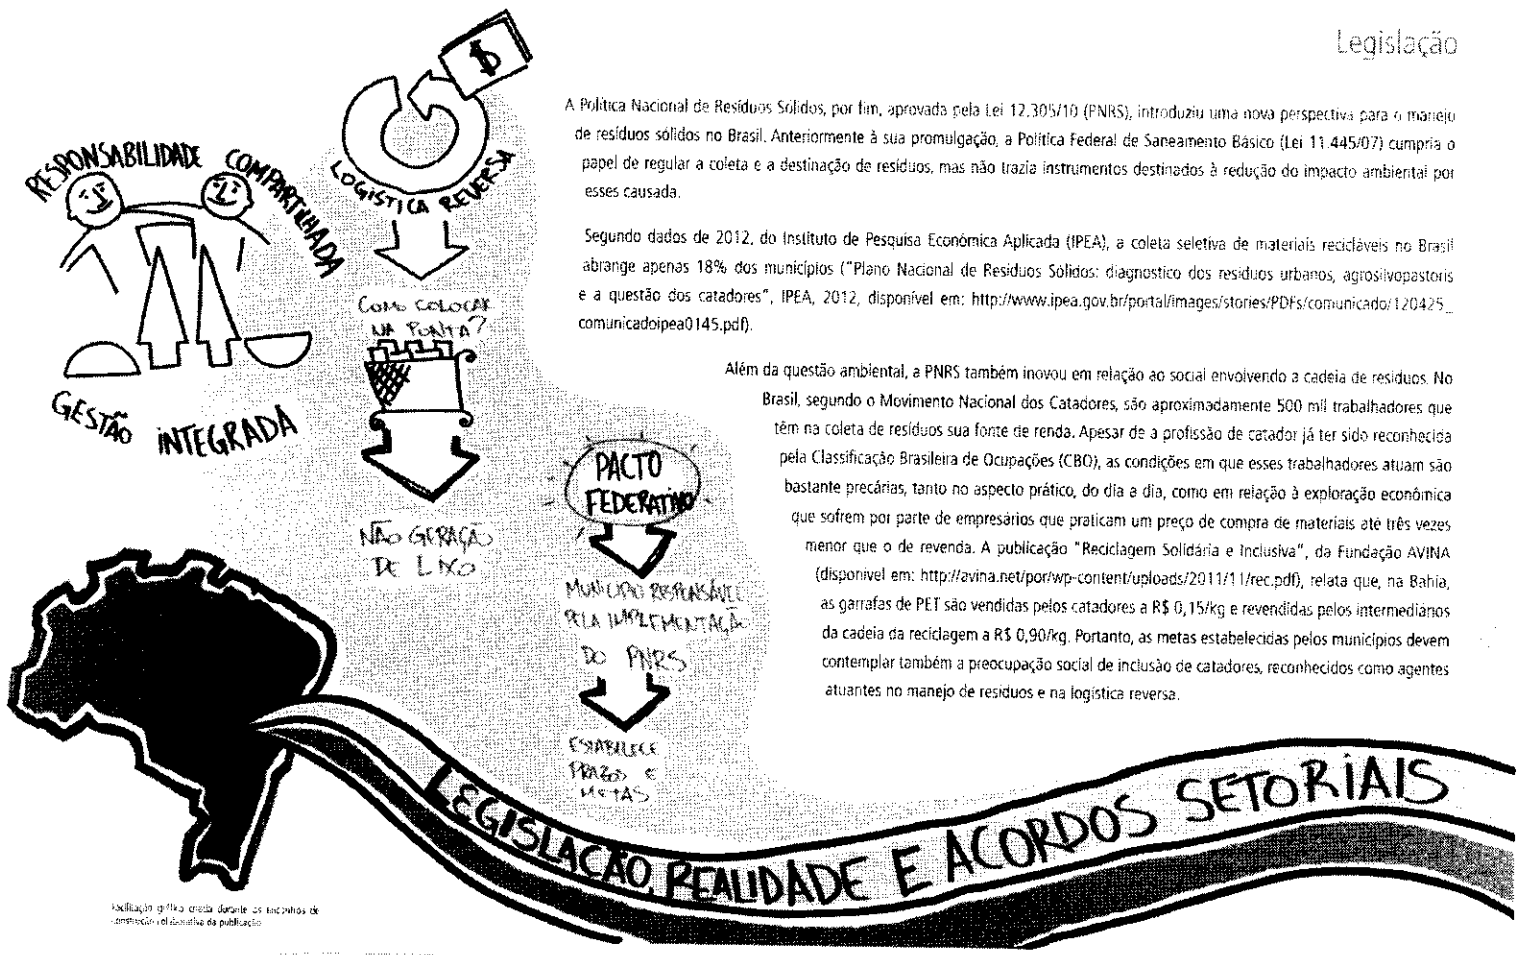 Legislação
A Política Nacional de Resíduos Sólidos, por fim, aprovada pela Lei 12.305/10 (PNRS), introduziu uma nova perspectiva para o manejo
de resíduos sólidos no Brasil. Anteriormente à sua promulgação, a Política Federal de Saneamento Básico (Lei 11.445/07) cumpria o
papel de regular a coleta e a destinação de resíduos, mas não trazia instrumentos destinados à redução do impacto ambiental por
esses causada.
Segundo dados de 2012, do Instituto de Pesquisa Econômica Aplicada (IPEA), a coleta seletiva de materiais recicláveis no Brasil
abrange apenas 18% dos municípios ("Plano Nacional de Resíduos Sólidos: diagnostico dos residuos urbanos, agrosilvopastoris
e a questão dos catadores", IPEA, 2012, disponível em: http://www.ipea.gov.br/portal/images/stories/PDFs/comunicado/120425_
comunicadoipea0145.pdf).
Além da questão ambiental, a PNRS também inovou em relação ao social envolvendo a cadeia de resíduos. No
Brasil, segundo o Movimento Nacional dos Catadores, são aproximadamente 500 mil trabalhadores que
têm na coleta de resíduos sua fonte de renda. Apesar de a profissão de catador já ter sido reconhecida
pela Classificação Brasileira de Ocupações (CBO), as condições em que esses trabalhadores atuam são
bastante precárias, tanto no aspecto prático, do dia a dia, como em relação à exploração econômica
que sofrem por parte de empresários que praticam um preço de compra de materiais até três vezes
menor que o de revenda. A publicação "Reciclagem Solidária e Inclusiva", da Fundação AVINA
(disponível em: http://avina.net/por/wp-content/uploads/2011/11/rec.pdf), relata que, na Bahia,
as garrafas de PET são vendidas pelos catadores a R$ 0,15/kg e revendidas pelos intermediários
da cadeia da reciclagem a R$ 0,90/kg. Portanto, as metas estabelecidas pelos municípios devem
contemplar também a preocupação social de inclusão de catadores, reconhecidos como agentes
atuantes no manejo de resíduos e na logística reversa.
RESPONSABILIDADE COMPARTILHADA
GESTÃO INTEGRADA
$
LOGÍSTICA REVERSA
COMO COLOCAR
NA PONTA?
NÃO GERAÇÃO
DE LIXO
PACTO
FEDERATIVO
MUNICIPIO RESPONSÁVEL
PELA IMPLEMENTAÇÃO
DO PNRS
ESTABELECE
PRAZOS E
METAS
LEGISLAÇÃO, REALIDADE E ACORDOS SETORIAIS
Facilitação gráfica criada durante os encontros de
construção colaborativa da publicação